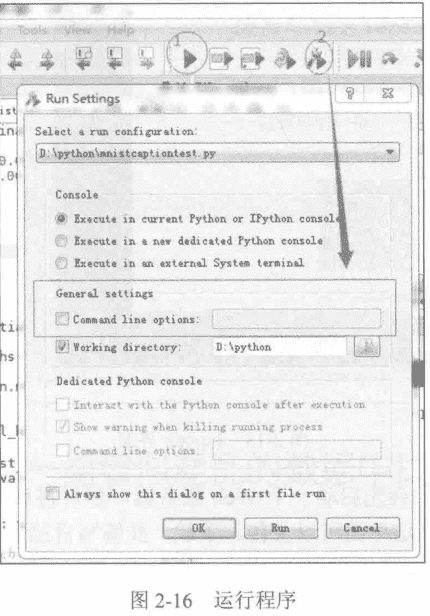 Tools View Help
1
2
Run Settings
Select a run configuration:
D:\python\mnistcaptiontest.py
Console
Execute in current Python or IPython console
Execute in a new dedicated Python console
Execute in an external System terminal
General settings
Command line options:
Working directory: D:\python
Dedicated Python console
Interact with the Python console after execution
Show warning when killing running process
Command line options:
Always show this dialog on a first file run
OK Run Cancel
图 2-16 运行程序